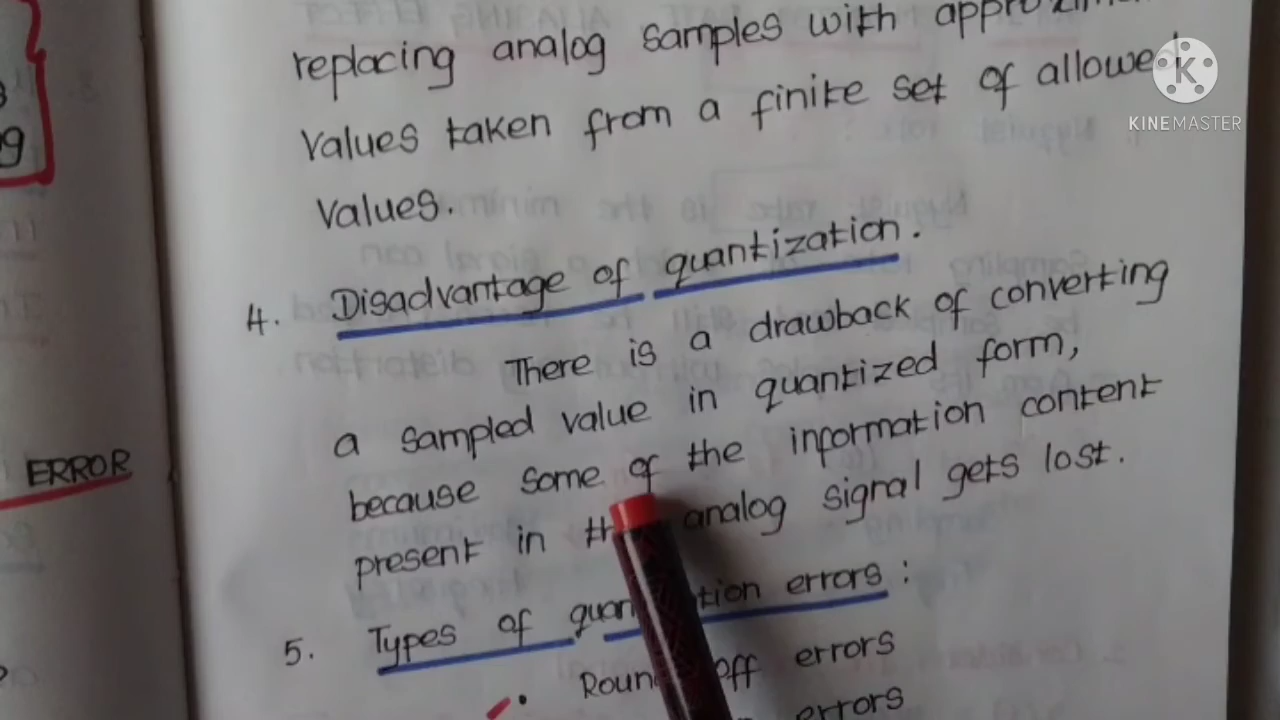 replacing analog samples with
values taken from a finite set of allowed
values.
KINEMASTER
4. Disadvantage of quantization.
There is a drawback of converting
a sampled value in quantized form,
because some of the information content
present in analog signal gets lost.
5. Types of errors :
off errors
errors
ERROR